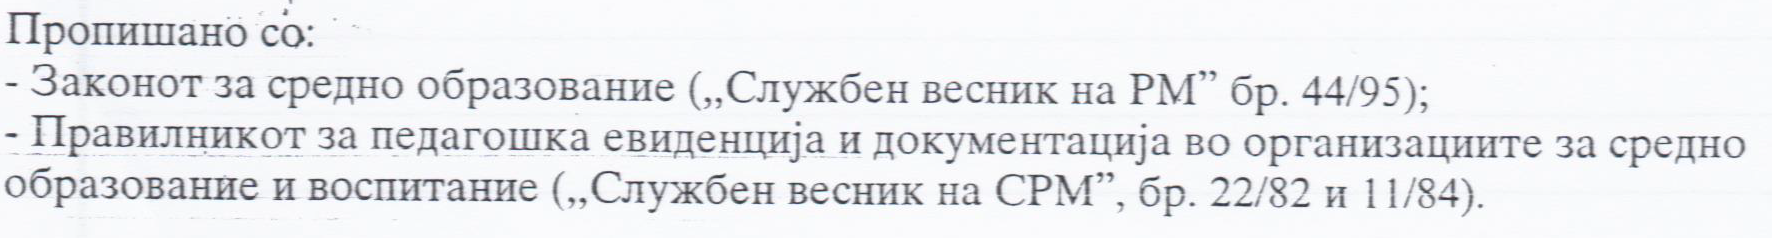 Пропишано со:
- Законот за средно образование („Службен весник на РМ” бр. 44/95);
- Правилникот за педагошка евиденција и документација во организациите за средно
образование и воспитание („Службен весник на СРМ”, бр. 22/82 и 11/84).